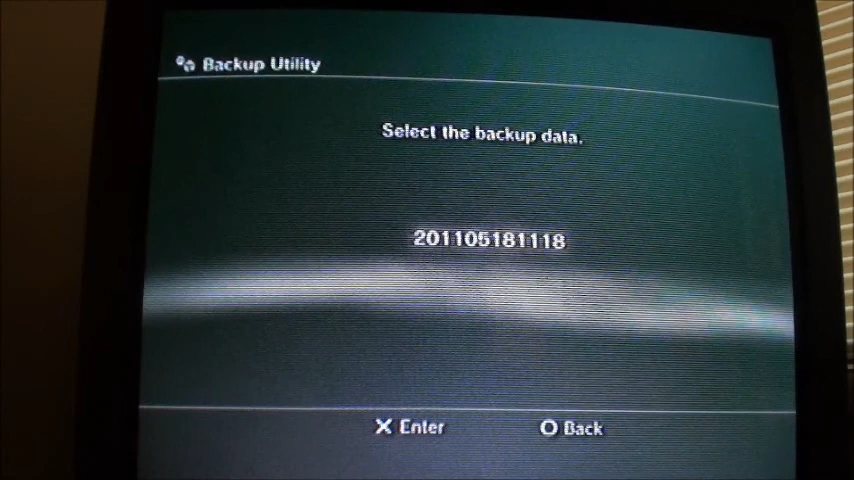 Backup Utility
Select the backup data.
201105181118
X Enter
O Back